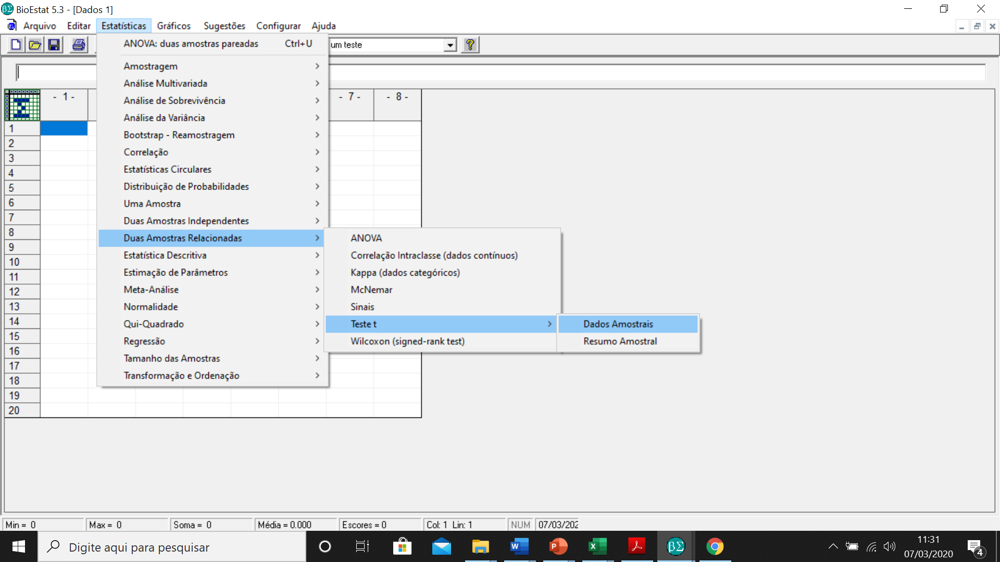 BioEstat 5.3 - [Dados 1]
Arquivo Editar Estatísticas Gráficos Sugestões Configurar Ajuda
ANOVA: duas amostras pareadas Ctrl+U
um teste
Amostragem
Análise Multivariada
Análise de Sobrevivência
Análise da Variância
Bootstrap - Reamostragem
Correlação
Estatísticas Circulares
Distribuição de Probabilidades
Uma Amostra
Duas Amostras Independentes
Duas Amostras Relacionadas
Estatística Descritiva
Estimação de Parâmetros
Meta-Análise
Normalidade
Qui-Quadrado
Regressão
Tamanho das Amostras
Transformação e Ordenação
ANOVA
Correlação Intraclasse (dados contínuos)
Kappa (dados categóricos)
McNemar
Sinais
Teste t
Wilcoxon (signed-rank test)
Dados Amostrais
Resumo Amostral
- 1 - - 7 - - 8 -
1
2
3
4
5
6
7
8
9
10
11
12
13
14
15
16
17
18
19
20
Min = 0 Max = 0 Soma = 0 Média = 0.000 Escores = 0 Col: 1 Lin: 1 NUM 07/03/202
Digite aqui para pesquisar
11:31
07/03/2020
4